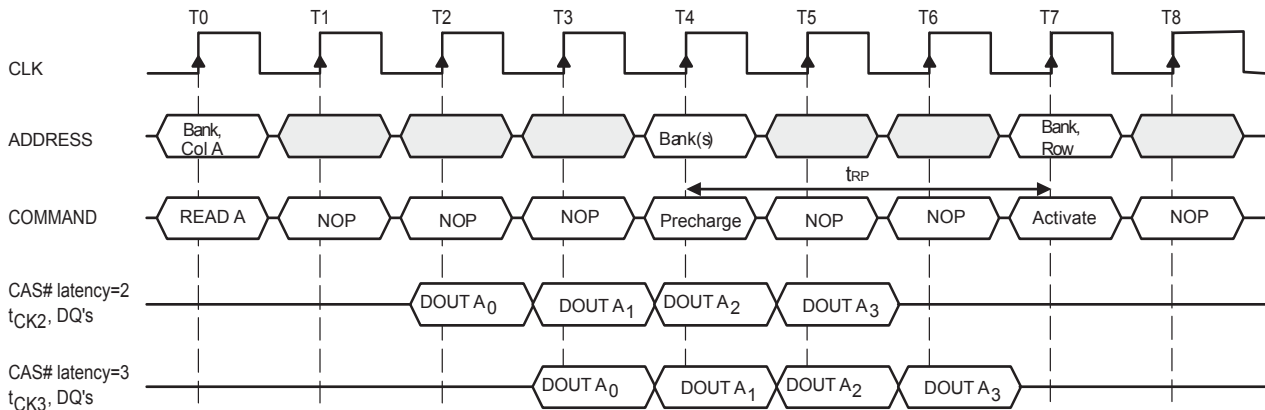 T0 T1 T2 T3 T4 T5 T6 T7 T8
CLK
ADDRESS
Bank,
Col A
Bank(s)
Bank,
Row
tRP
COMMAND
READ A NOP NOP NOP Precharge NOP NOP Activate NOP
CAS# latency=2
tCK2, DQ's
DOUT A0 DOUT A1 DOUT A2 DOUT A3
CAS# latency=3
tCK3, DQ's
DOUT A0 DOUT A1 DOUT A2 DOUT A3